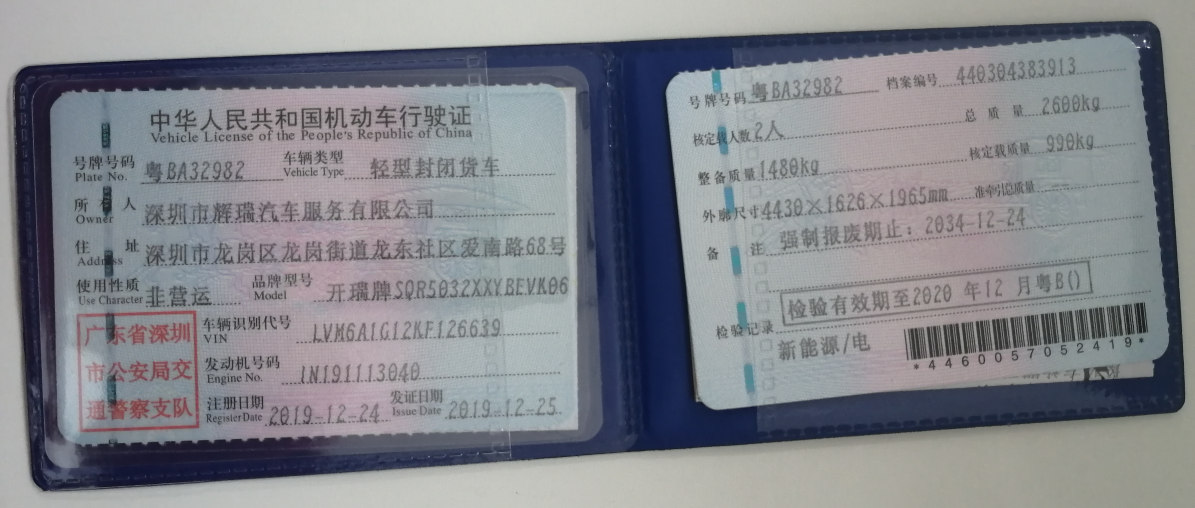 中华人民共和国机动车行驶证
Vehicle License of the People's Republic of China
号牌号码 粤BA32982 车辆类型 轻型封闭货车
Plate No. Vehicle Type
所有人 深圳市辉瑞汽车服务有限公司
Owner
住址 深圳市龙岗区龙岗街道龙东社区爱南路68号
Address
使用性质 非营运 品牌型号 开瑞牌SQR5032XXYBEVK06
Use Character Model
广东省深圳
市公安局交
通警察支队
车辆识别代号 LVM6A1G12KF126639
VIN
发动机号码 1N191113040
Engine No.
注册日期 2019-12-24 发证日期 2019-12-25
Register Date Issue Date
号牌号码 粤BA32982 档案编号 440304383913
核定载人数 2人 总质量 2600kg
整备质量 1480kg 核定载质量 990kg
外廓尺寸 4430×1626×1965mm 准牵引总质量 --
备注 强制报废期止：2034-12-24
检验有效期至2020 年12 月粤B()
检验记录
新能源/电
*4460057052419*